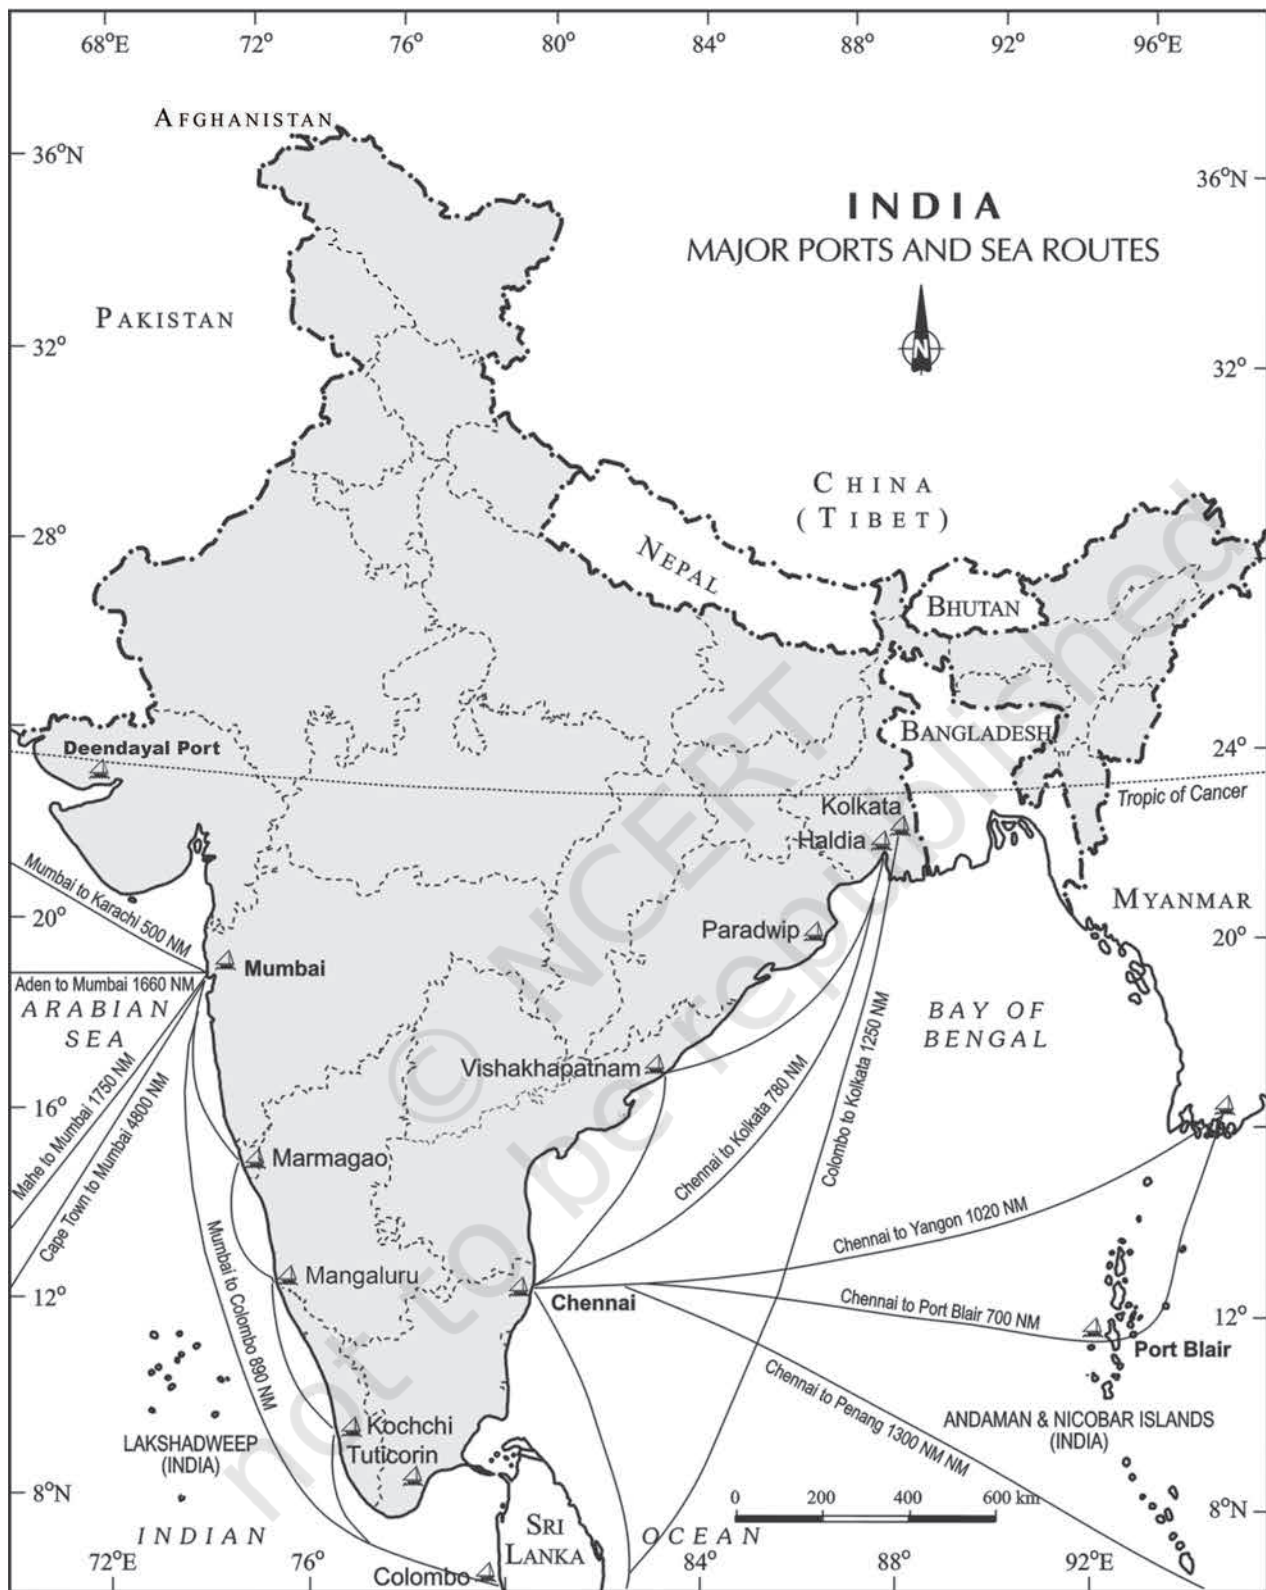 68°E 72° 76° 80° 84° 88° 92° 96°E
AFGHANISTAN
36°N
36°N
INDIA
MAJOR PORTS AND SEA ROUTES
N
PAKISTAN
32°
32°
CHINA
(TIBET)
28°
28°
NEPAL
BHUTAN
BANGLADESH
24°
Deendayal Port
Tropic of Cancer
Kolkata
Haldia
Mumbai to Karachi 500 NM
MYANMAR
20°
20°
Paradwip
Mumbai
Aden to Mumbai 1660 NM
ARABIAN
SEA
BAY OF
BENGAL
Vishakhapatnam
Mahe to Mumbai 1750 NM
Cape Town to Mumbai 4800 NM
Chennai to Kolkata 780 NM
Colombo to Kolkata 1250 NM
16°
Marmagao
Chennai to Yangon 1020 NM
Mumbai to Colombo 890 NM
Mangaluru
12°
Chennai
Chennai to Port Blair 700 NM
12°
Port Blair
Chennai to Penang 1300 NM NM
Kochchi
Tuticorin
LAKSHADWEEP
(INDIA)
ANDAMAN & NICOBAR ISLANDS
(INDIA)
8°N
0 200 400 600 km
8°N
INDIAN
OCEAN
SRI
LANKA
72°E 76° 84° 88° 92°E
Colombo
© NCERT
not to be republished